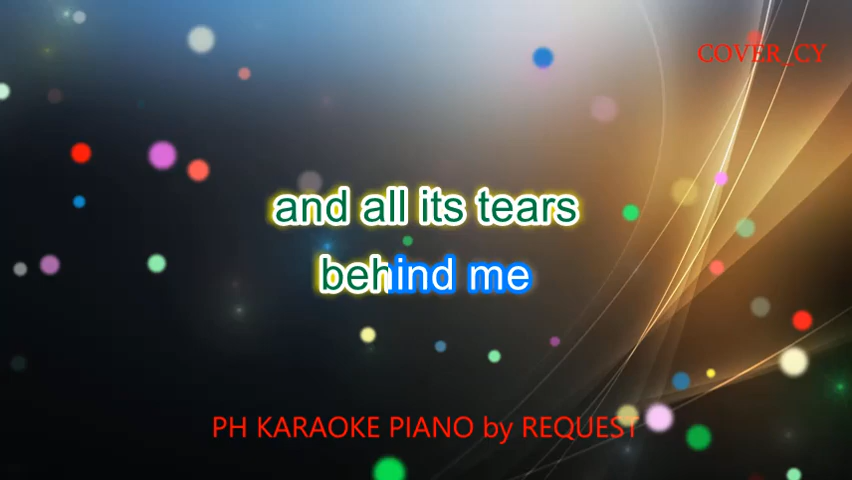 COVER_CY
and all its tears
behind me
PH KARAOKE PIANO by REQUEST